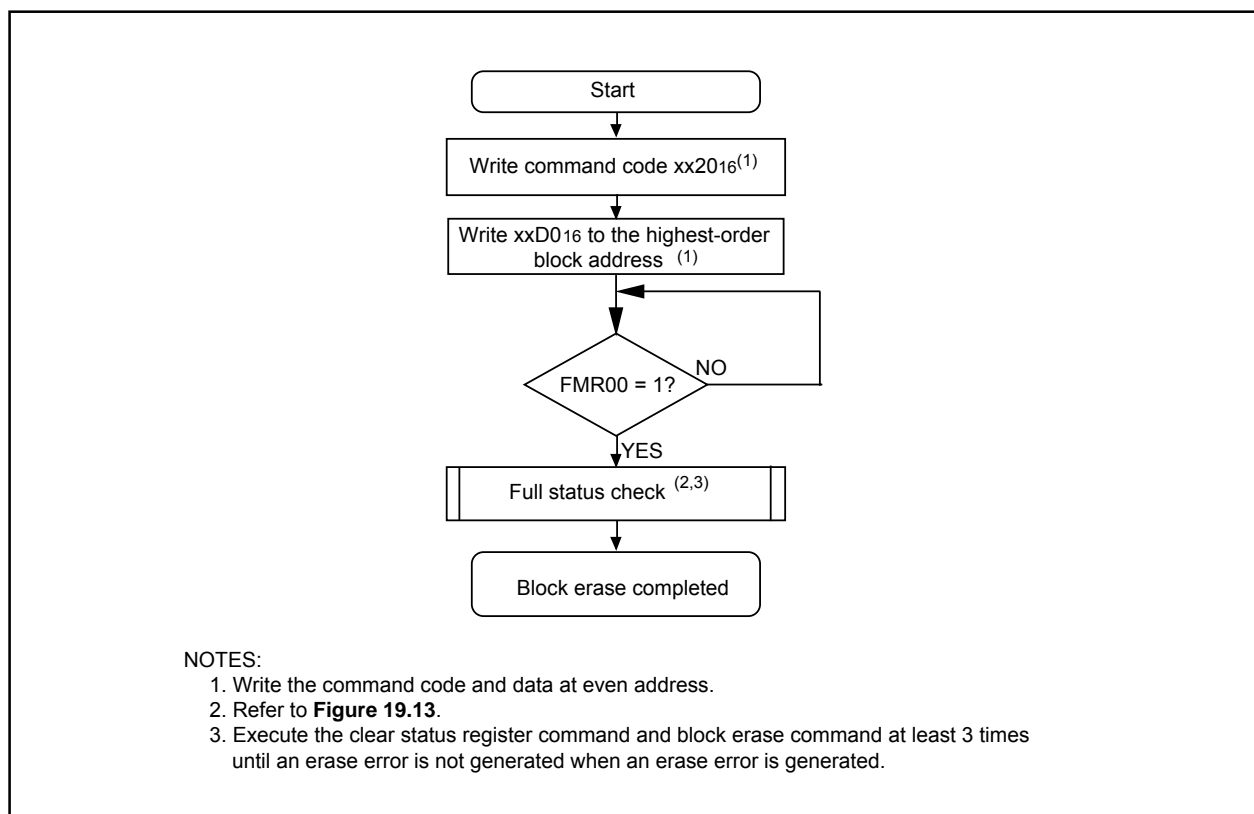 Start
Write command code xx2016(1)
Write xxD016 to the highest-order
block address (1)
FMR00 = 1?
NO
YES
Full status check (2,3)
Block erase completed
NOTES:
1. Write the command code and data at even address.
2. Refer to Figure 19.13.
3. Execute the clear status register command and block erase command at least 3 times
until an erase error is not generated when an erase error is generated.